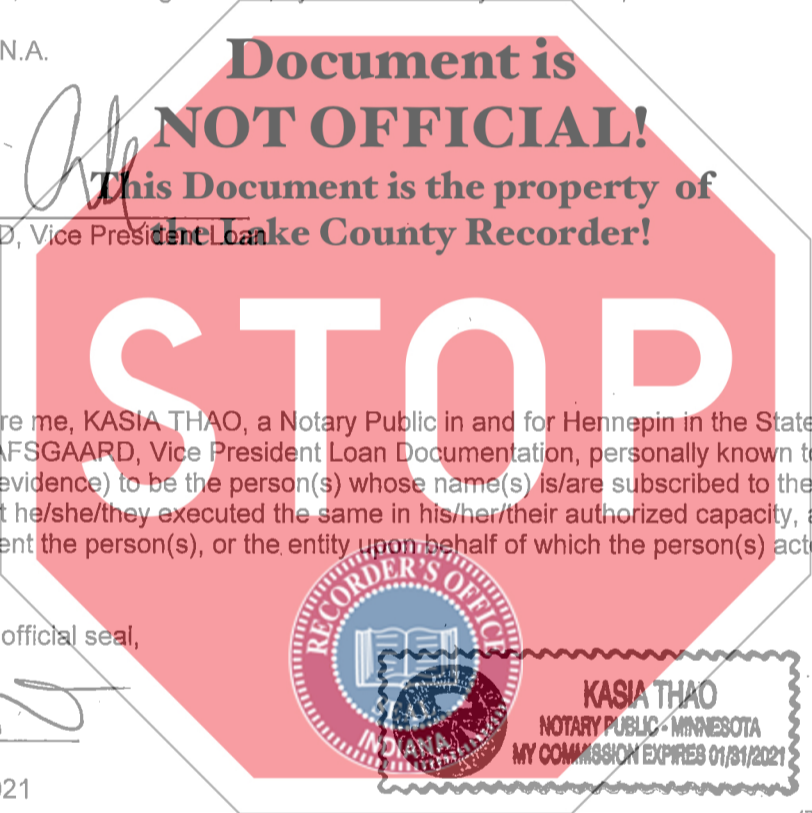 N.A.
Document is
NOT OFFICIAL!
This Document is the property of
the Lake County Recorder!
D, Vice President Loan
STOP
re me, KASIA THAO, a Notary Public in and for Hennepin in the State
AFSGAARD, Vice President Loan Documentation, personally known to
evidence) to be the person(s) whose name(s) is/are subscribed to the
t he/she/they executed the same in his/her/their authorized capacity, a
ent the person(s), or the entity upon behalf of which the person(s) acte
RECORDER'S OFFICE
INDIANA
official seal,
KASIA THAO
NOTARY PUBLIC - MINNESOTA
MY COMMISSION EXPIRES 01/31/2021
21